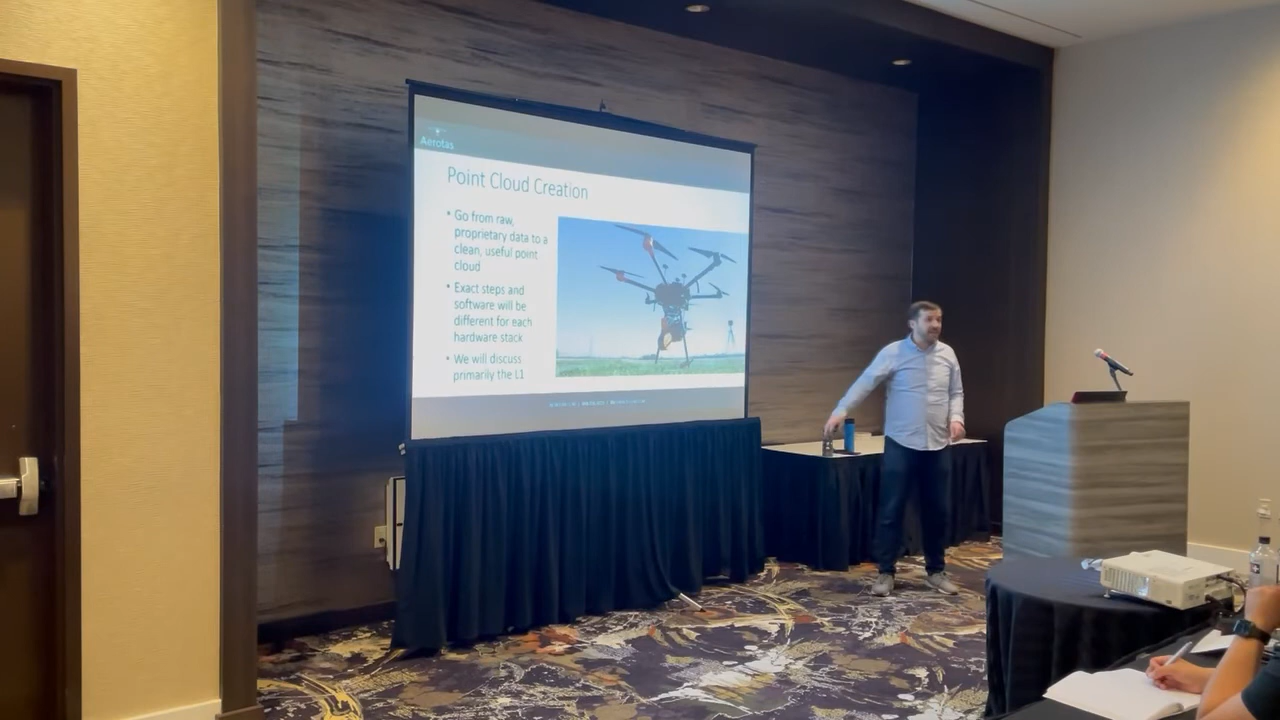 Aerotas
Point Cloud Creation
• Go from raw,
proprietary data to a
clean, useful point
cloud
• Exact steps and
software will be
different for each
hardware stack
• We will discuss
primarily the L1